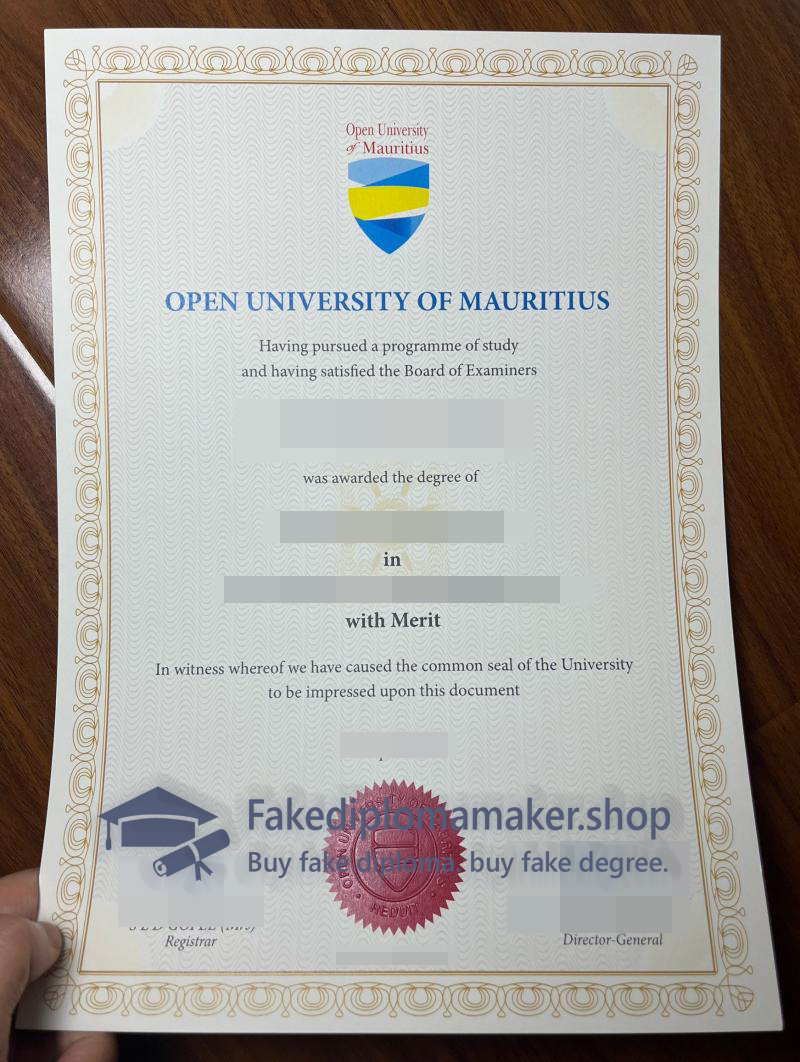 Open University
of Mauritius
OPEN UNIVERSITY OF MAURITIUS
Having pursued a programme of study
and having satisfied the Board of Examiners
was awarded the degree of
in
with Merit
In witness whereof we have caused the common seal of the University
to be impressed upon this document
Fakediplomamaker.shop
Buy fake diploma, buy fake degree.
REDUIT
Registrar
Director-General